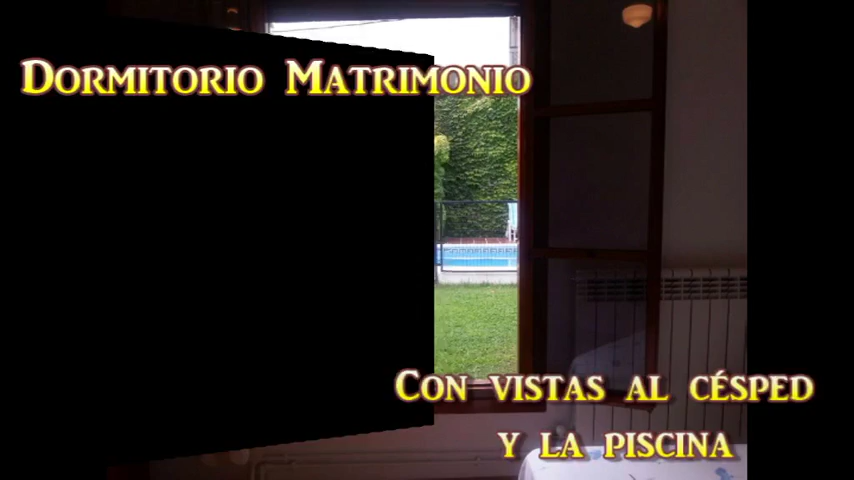 Dormitorio Matrimonio
Con vistas al césped
y la piscina